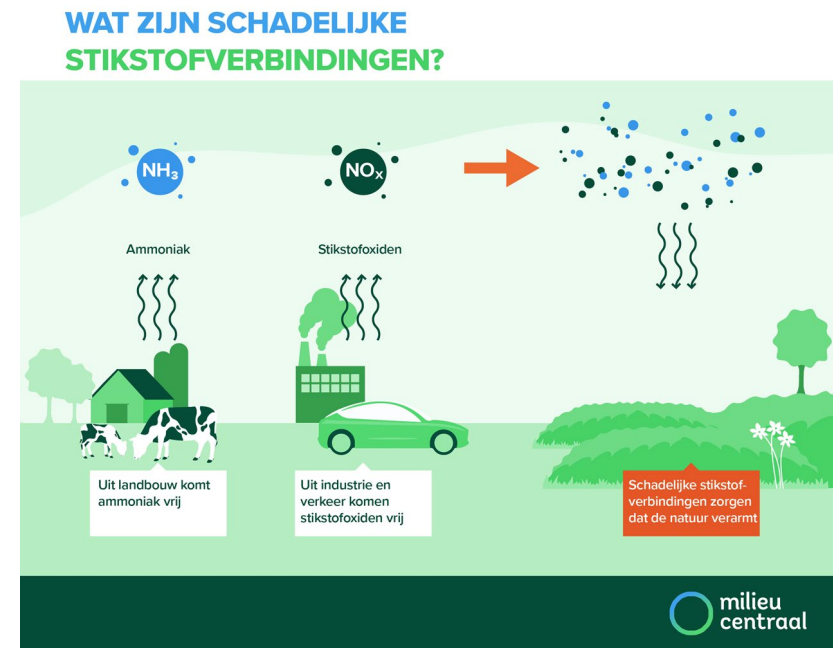 WAT ZIJN SCHADELIJKE
STIKSTOFVERBINDINGEN?
NH₃
NOₓ
Ammoniak
Stikstofoxiden
Uit landbouw komt
ammoniak vrij
Uit industrie en
verkeer komen
stikstofoxiden vrij
Schadelijke stikstof-
verbindingen zorgen
dat de natuur verarmt
milieu
centraal